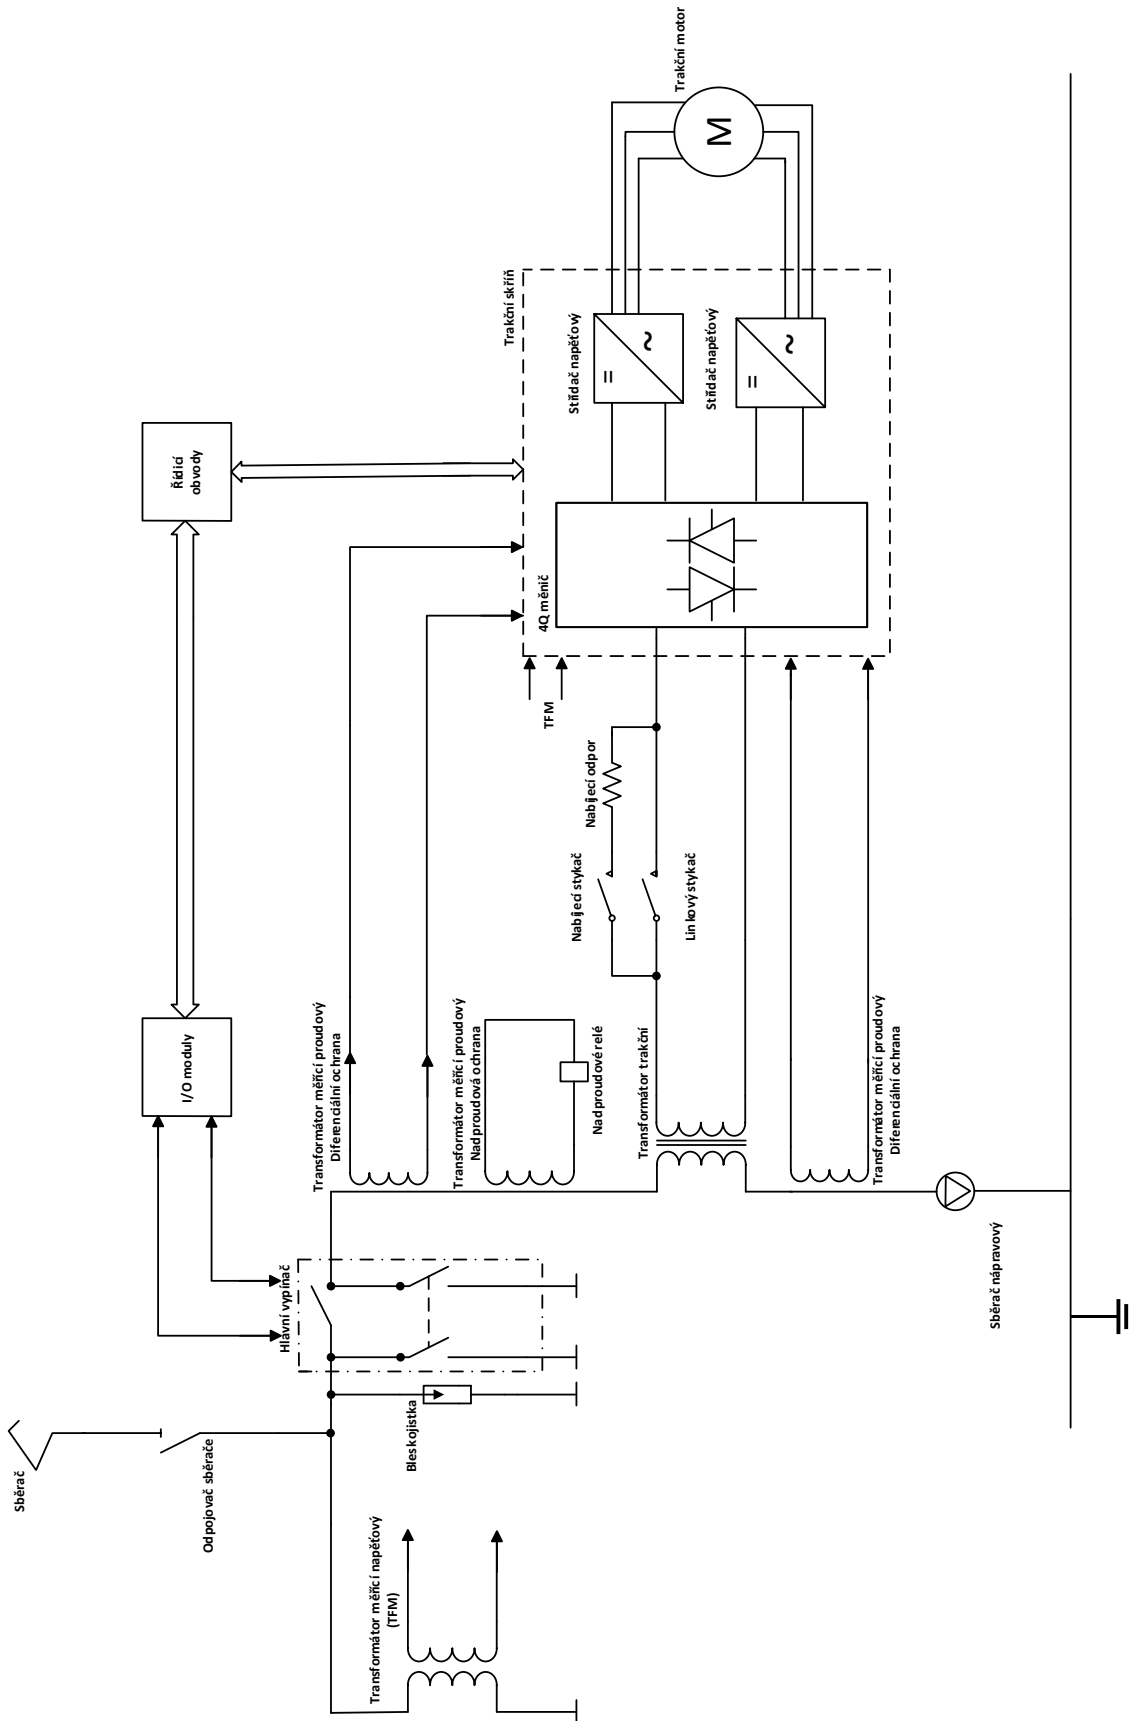 Sběrač
Odpojovač sběrače
Transformátor měřící napěťový
(TFM)
Bleskojistka
Hlavní vypínač
I/O moduly
Řídicí
obvody
Transformátor měřící proudový
Diferenciální ochrana
Transformátor měřící proudový
Nadproudová ochrana
Nadproudové relé
Transformátor trakční
Nabíjecí stykač
Nabíjecí odpor
Linkový stykač
Transformátor měřící proudový
Diferenciální ochrana
Sběrač nápravový
TFM
4Q měnič
Trakční skříň
Střídač napěťový
=
~
Střídač napěťový
=
~
Trakční motor
M